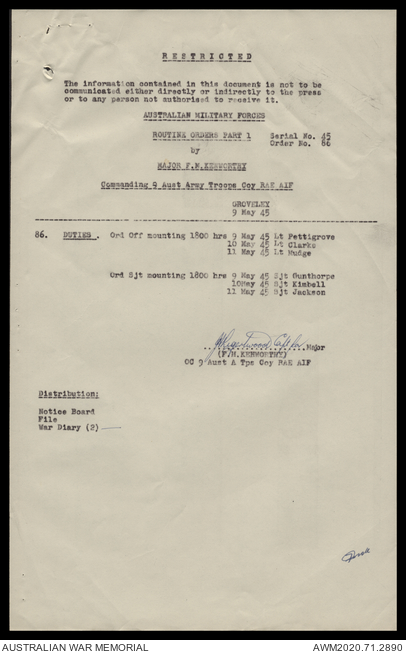 RESTRICTED
The information contained in this document is not to be
communicated either directly or indirectly to the press
or to any person not authorised to receive it.
AUSTRALIAN MILITARY FORCES
ROUTINE ORDERS PART 1 Serial No. 45
Order No. 86
by
MAJOR F.H.KENWORTHY
Commanding 9 Aust Army Troops Coy RAE AIF
GROVELEY
9 May 45
86. DUTIES. Ord Off mounting 1800 hrs 9 May 45 Lt Pettigrove
10 May 45 Lt Clarke
11 May 45 Lt Mudge
Ord Sjt mounting 1800 hrs 9 May 45 Sjt Gunthorpe
10May 45 Sjt Kimbell
11 May 45 Sjt Jackson
Major
(F.H.KENWORTHY)
OC 9 Aust A Tps Coy RAE AIF
Distribution:
Notice Board
File
War Diary (2)
AUSTRALIAN WAR MEMORIAL
AWM2020.71.2890